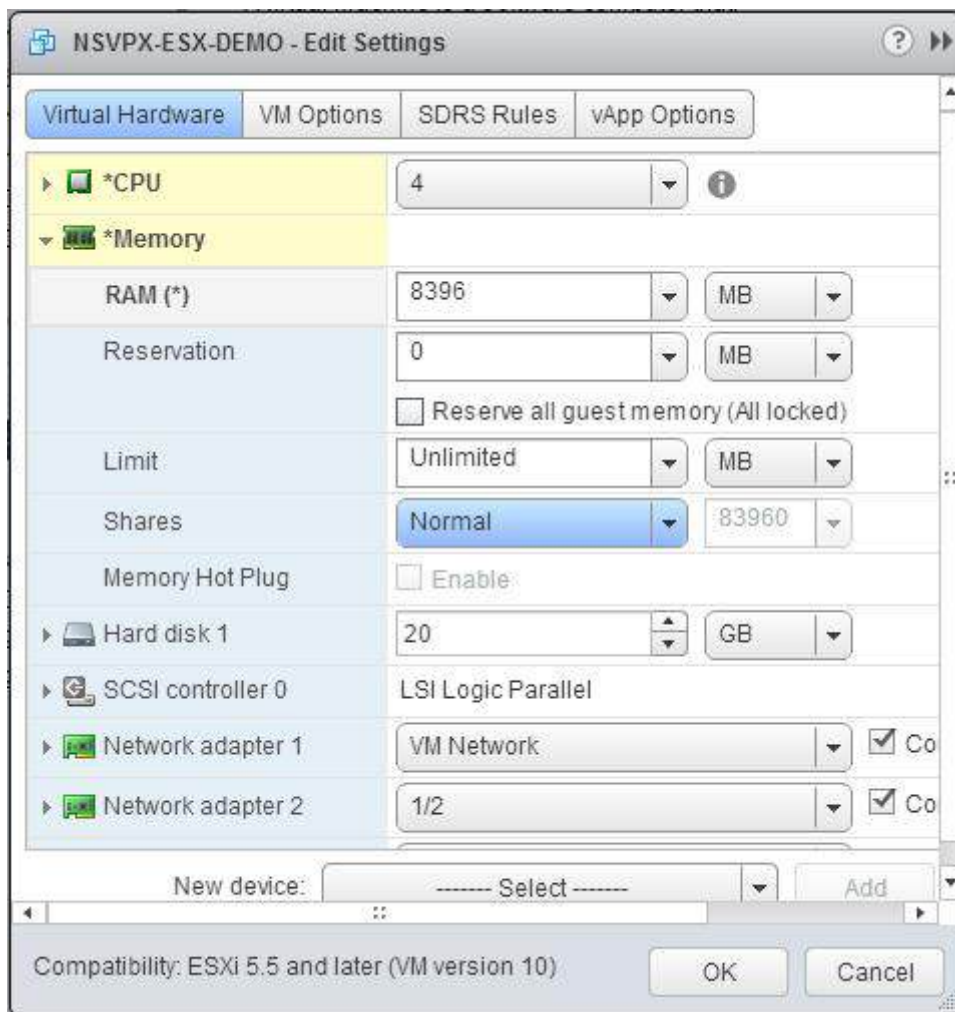 NSVPX-ESX-DEMO - Edit Settings ?
Virtual Hardware VM Options SDRS Rules vApp Options
*CPU 4
*Memory
RAM (*) 8396 MB
Reservation 0 MB
Reserve all guest memory (All locked)
Limit Unlimited MB
Shares Normal 83960
Memory Hot Plug Enable
Hard disk 1 20 GB
SCSI controller 0 LSI Logic Parallel
Network adapter 1 VM Network Co
Network adapter 2 1/2 Co
New device: ------- Select ------- Add
Compatibility: ESXi 5.5 and later (VM version 10) OK Cancel